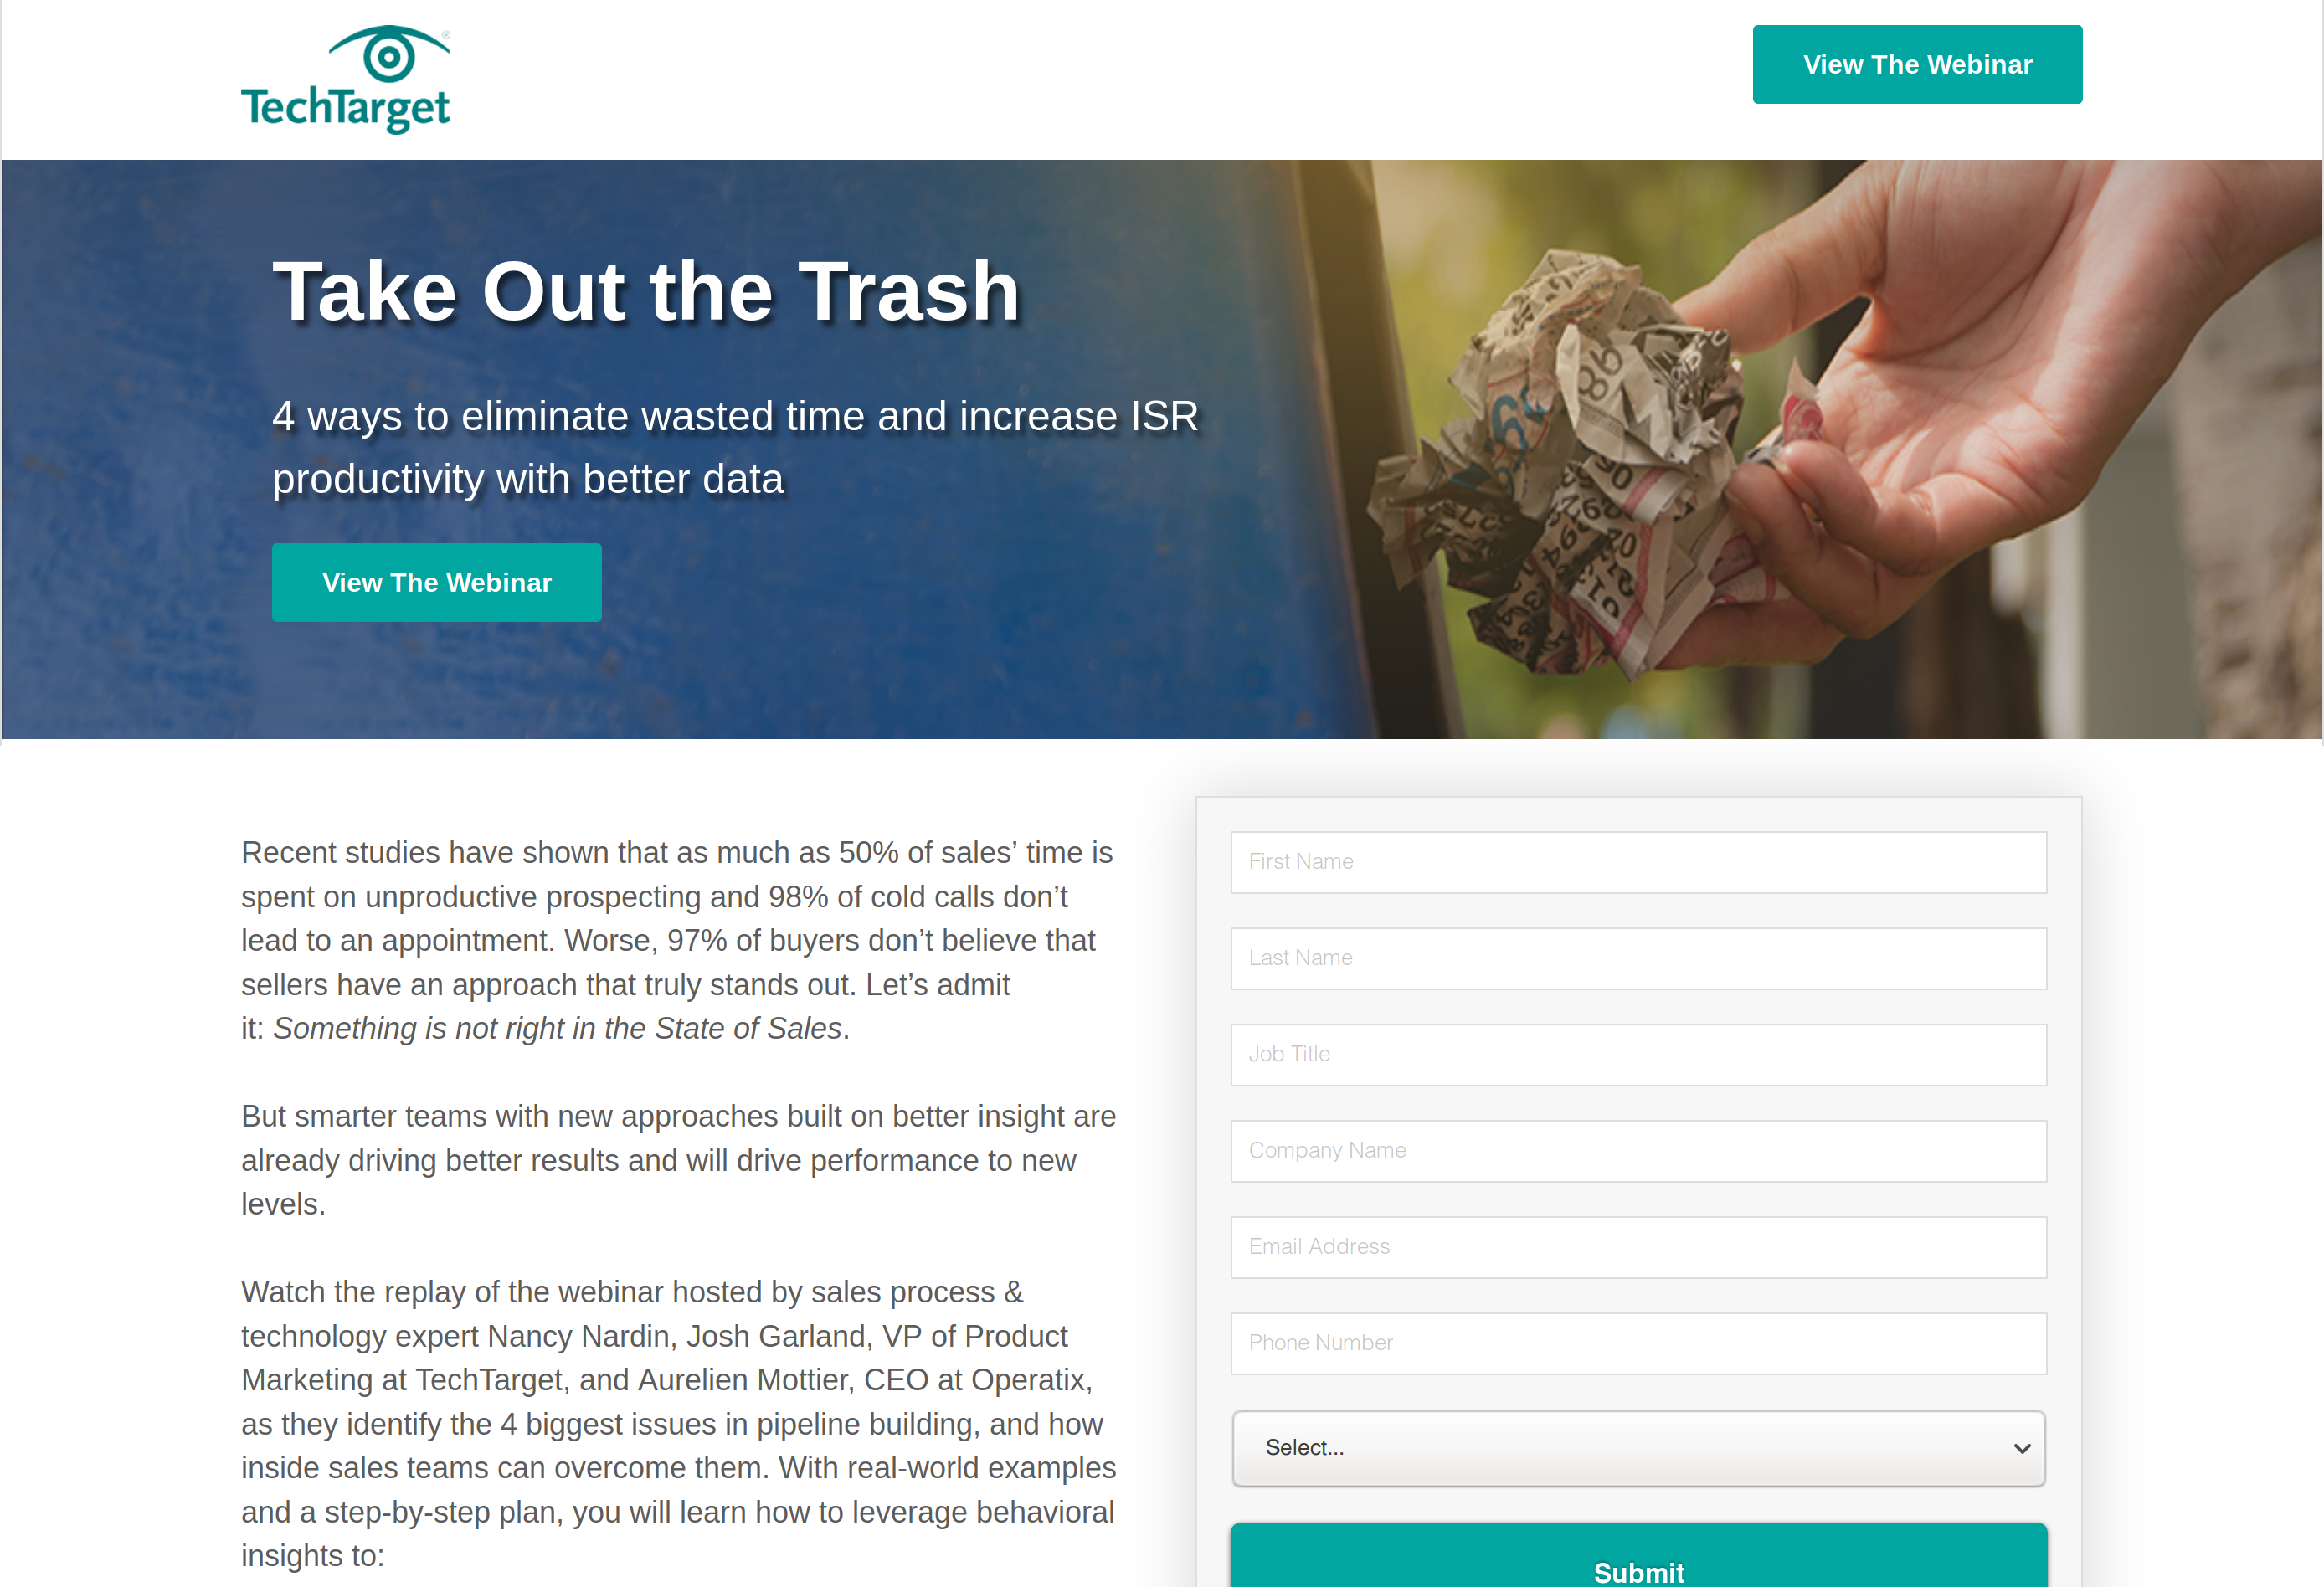 TechTarget
®
View The Webinar
Take Out the Trash
4 ways to eliminate wasted time and increase ISR
productivity with better data
View The Webinar
Recent studies have shown that as much as 50% of sales’ time is
spent on unproductive prospecting and 98% of cold calls don’t
lead to an appointment. Worse, 97% of buyers don’t believe that
sellers have an approach that truly stands out. Let’s admit
it: Something is not right in the State of Sales.
But smarter teams with new approaches built on better insight are
already driving better results and will drive performance to new
levels.
Watch the replay of the webinar hosted by sales process &
technology expert Nancy Nardin, Josh Garland, VP of Product
Marketing at TechTarget, and Aurelien Mottier, CEO at Operatix,
as they identify the 4 biggest issues in pipeline building, and how
inside sales teams can overcome them. With real-world examples
and a step-by-step plan, you will learn how to leverage behavioral
insights to:
First Name
Last Name
Job Title
Company Name
Email Address
Phone Number
Select...
Submit